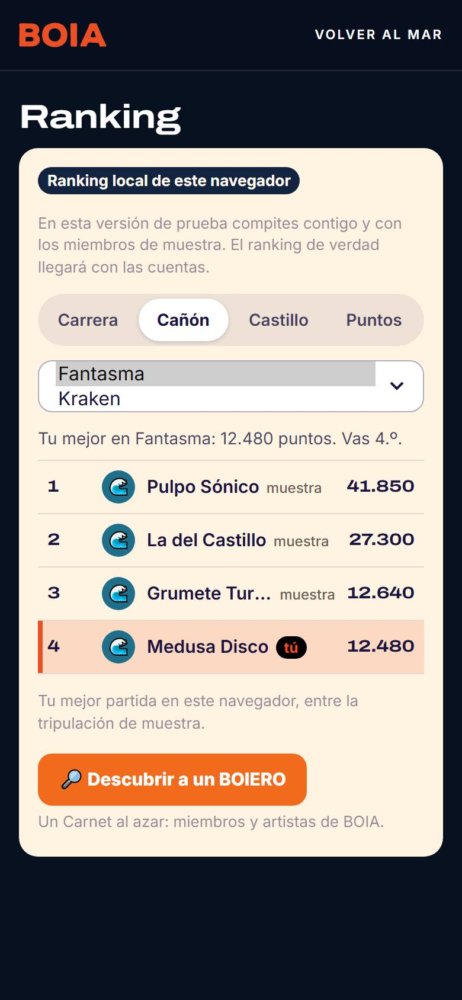 BOIA
VOLVER AL MAR
Ranking
Ranking local de este navegador
En esta versión de prueba compites contigo y con
los miembros de muestra. El ranking de verdad
llegará con las cuentas.
Carrera Cañón Castillo Puntos
Fantasma
Kraken
Tu mejor en Fantasma: 12.480 puntos. Vas 4.º.
1 Pulpo Sónico muestra 41.850
2 La del Castillo muestra 27.300
3 Grumete Tur... muestra 12.640
4 Medusa Disco tú 12.480
Tu mejor partida en este navegador, entre la
tripulación de muestra.
Descubrir a un BOIERO
Un Carnet al azar: miembros y artistas de BOIA.